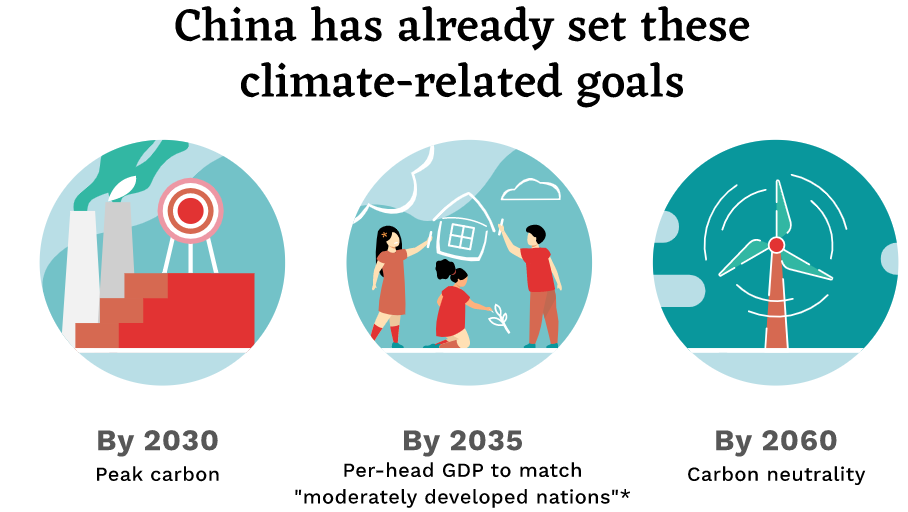 China has already set these
climate-related goals
By 2030
Peak carbon
By 2035
Per-head GDP to match
"moderately developed nations"*
By 2060
Carbon neutrality